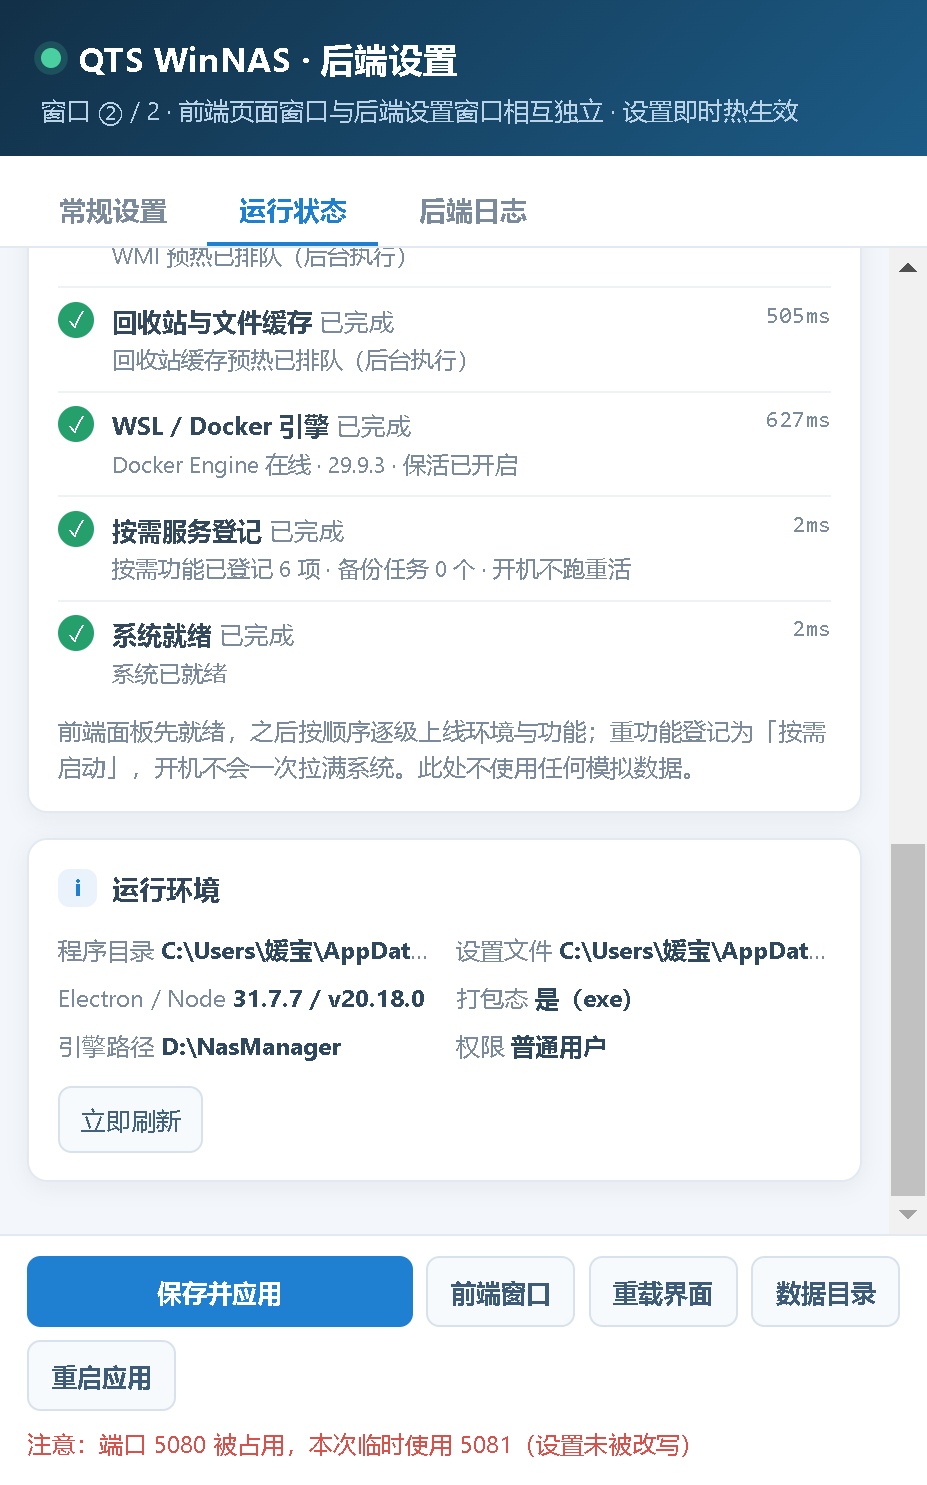 QTS WinNAS · 后端设置
窗口 ② / 2 · 前端页面窗口与后端设置窗口相互独立 · 设置即时热生效
常规设置 运行状态 后端日志
WMI 预热已排队（后台执行）
✓ 回收站与文件缓存 已完成 505ms
回收站缓存预热已排队（后台执行）
✓ WSL / Docker 引擎 已完成 627ms
Docker Engine 在线 · 29.9.3 · 保活已开启
✓ 按需服务登记 已完成 2ms
按需功能已登记 6 项 · 备份任务 0 个 · 开机不跑重活
✓ 系统就绪 已完成 2ms
系统已就绪
前端面板先就绪，之后按顺序逐级上线环境与功能；重功能登记为「按需
启动」，开机不会一次拉满系统。此处不使用任何模拟数据。
i 运行环境
程序目录 C:\Users\媛宝\AppDat... 设置文件 C:\Users\媛宝\AppDat...
Electron / Node 31.7.7 / v20.18.0 打包态 是（exe）
引擎路径 D:\NasManager 权限 普通用户
立即刷新
保存并应用 前端窗口 重载界面 数据目录
重启应用
注意：端口 5080 被占用，本次临时使用 5081（设置未被改写）